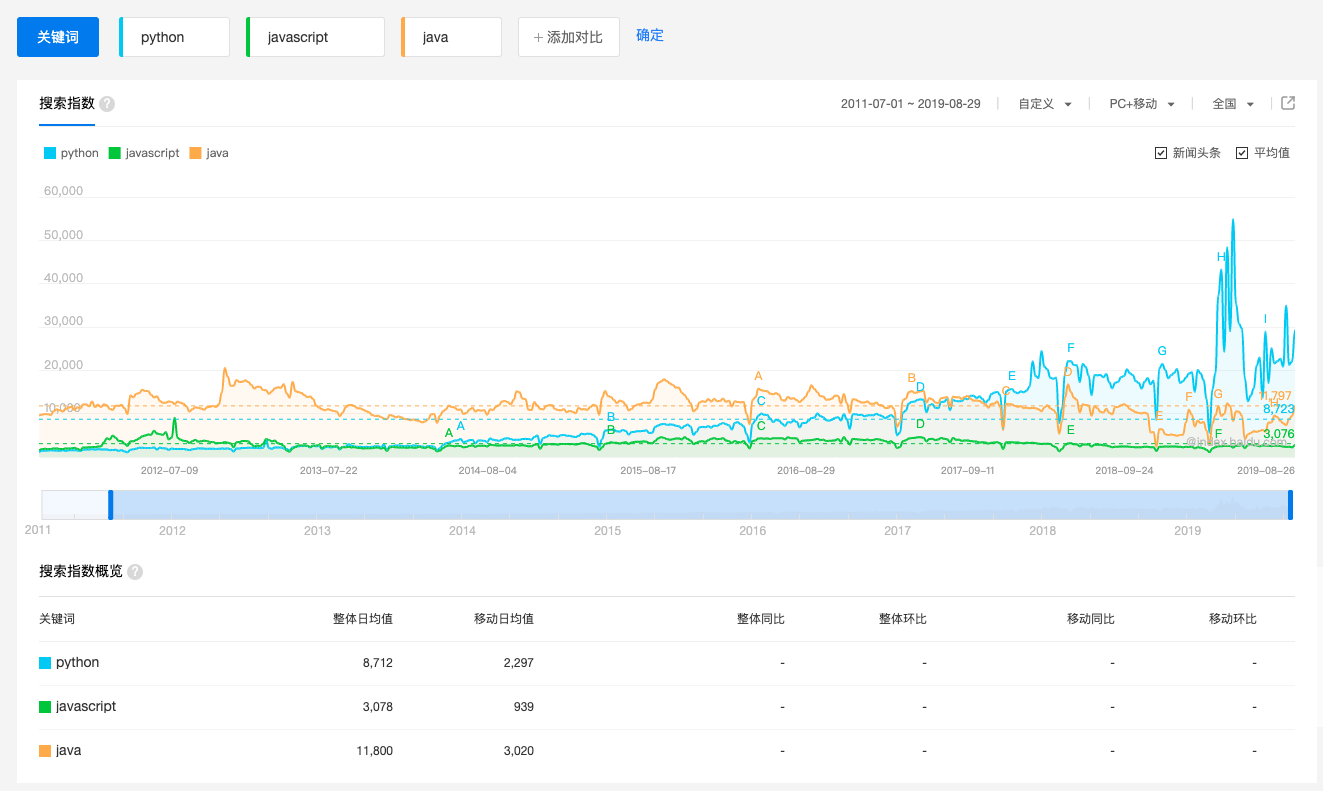 关键词 python javascript java + 添加对比 确定
搜索指数 ? 2011-07-01 ~ 2019-08-29 自定义 PC+移动 全国
python javascript java 新闻头条 平均值
60,000
50,000
H
40,000
30,000
I
F
G
20,000
A B D E D
C G F G
10,000 11,797
B E 8,723
A A B C D E F 3,076
@index.baidu.com
2012-07-09 2013-07-22 2014-08-04 2015-08-17 2016-08-29 2017-09-11 2018-09-24 2019-08-26
2011 2012 2013 2014 2015 2016 2017 2018 2019
搜索指数概览 ?
关键词 整体日均值 移动日均值 整体同比 整体环比 移动同比 移动环比
python 8,712 2,297 - - - -
javascript 3,078 939 - - - -
java 11,800 3,020 - - - -